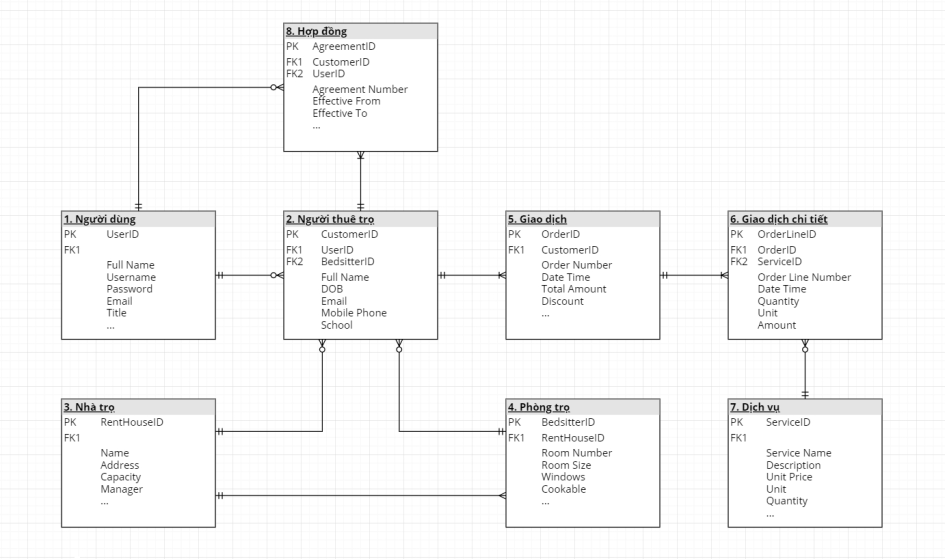 8. Hợp đồng
PK AgreementID
FK1 CustomerID
FK2 UserID
Agreement Number
Effective From
Effective To
...
1. Người dùng
PK UserID
FK1
Full Name
Username
Password
Email
Title
...
2. Người thuê trọ
PK CustomerID
FK1 UserID
FK2 BedsitterID
Full Name
DOB
Email
Mobile Phone
School
5. Giao dịch
PK OrderID
FK1 CustomerID
Order Number
Date Time
Total Amount
Discount
...
6. Giao dịch chi tiết
PK OrderLineID
FK1 OrderID
FK2 ServiceID
Order Line Number
Date Time
Quantity
Unit
Amount
3. Nhà trọ
PK RentHouseID
FK1
Name
Address
Capacity
Manager
...
4. Phòng trọ
PK BedsitterID
FK1 RentHouseID
Room Number
Room Size
Windows
Cookable
...
7. Dịch vụ
PK ServiceID
FK1
Service Name
Description
Unit Price
Unit
Quantity
...